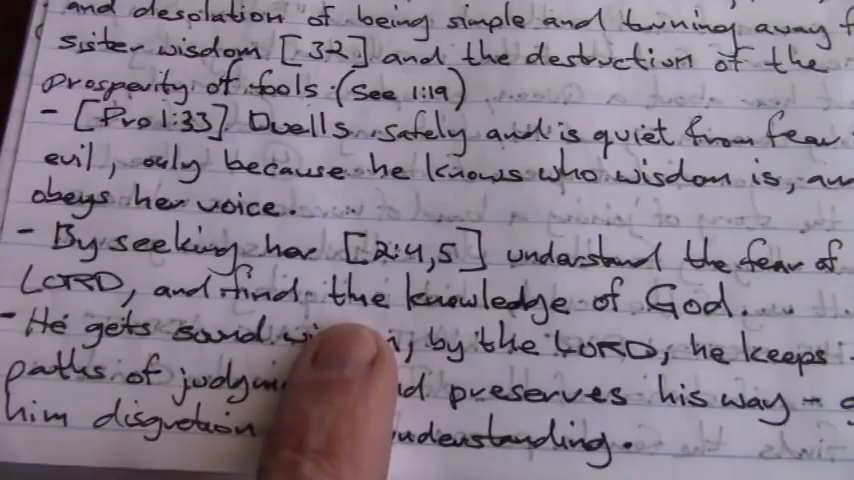 and desolation of being simple and turning away f
sister wisdom [32] and the destruction of the
prosperity of fools. (See 1:19)
- [Pro 1:33] Dwells safely and is quiet from fear
evil, only because he knows who wisdom is, an
obeys her voice.
- By seeking her [2:4,5] understand the fear of
LORD, and find the knowledge of God.
- He gets sound, by the LORD, he keeps
paths of judgm nd preserves his way -
him disgretion understanding.